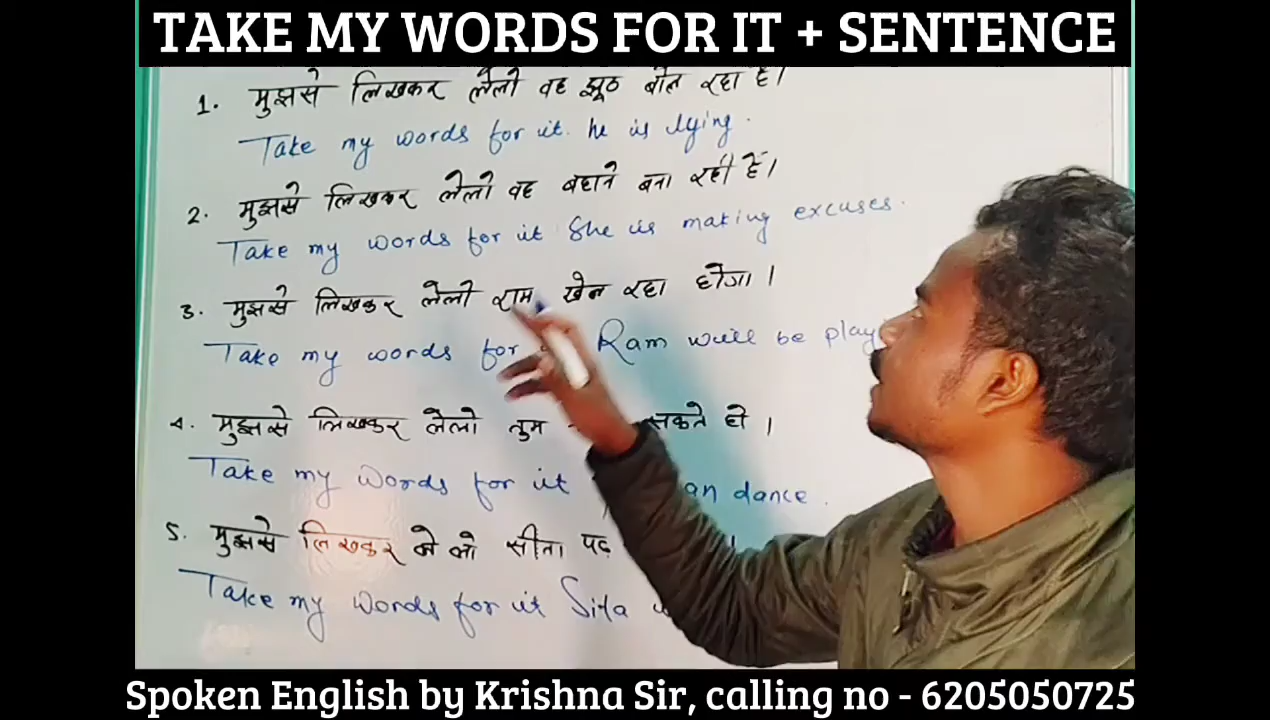 TAKE MY WORDS FOR IT + SENTENCE
1. मुझसे लिखकर लेलो वह झूठ बोल रहा है।
Take my words for it. he is lying.
2. मुझसे लिखकर लेलो वह बहाने बना रही है।
Take my words for it She is making excuses.
3. मुझसे लिखकर लेलो राम खेल रहा होगा।
Take my words for Ram will be play
4. मुझसे लिखकर लेलो तुम सकते हो।
Take my words for it an dance.
5. मुझसे लिखकर ले लो सीता पढ़
Take my words for it Sita
Spoken English by Krishna Sir, calling no - 6205050725